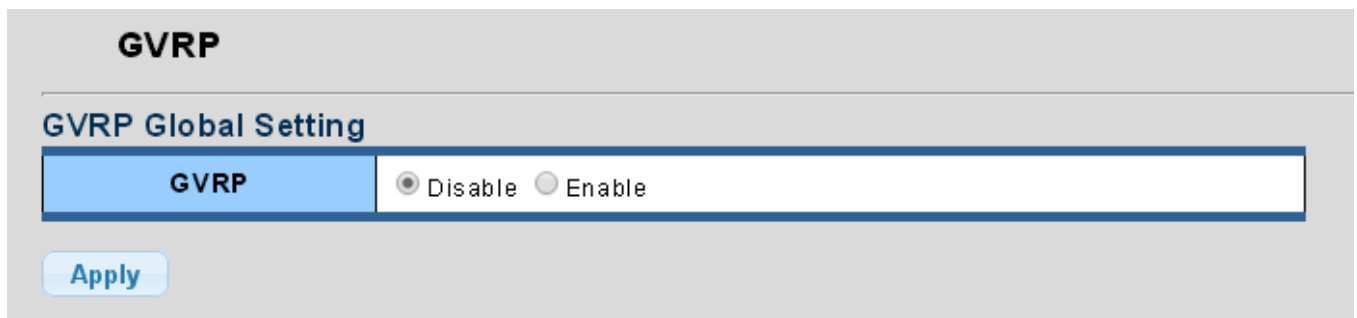 GVRP
GVRP Global Setting
GVRP Disable Enable
Apply